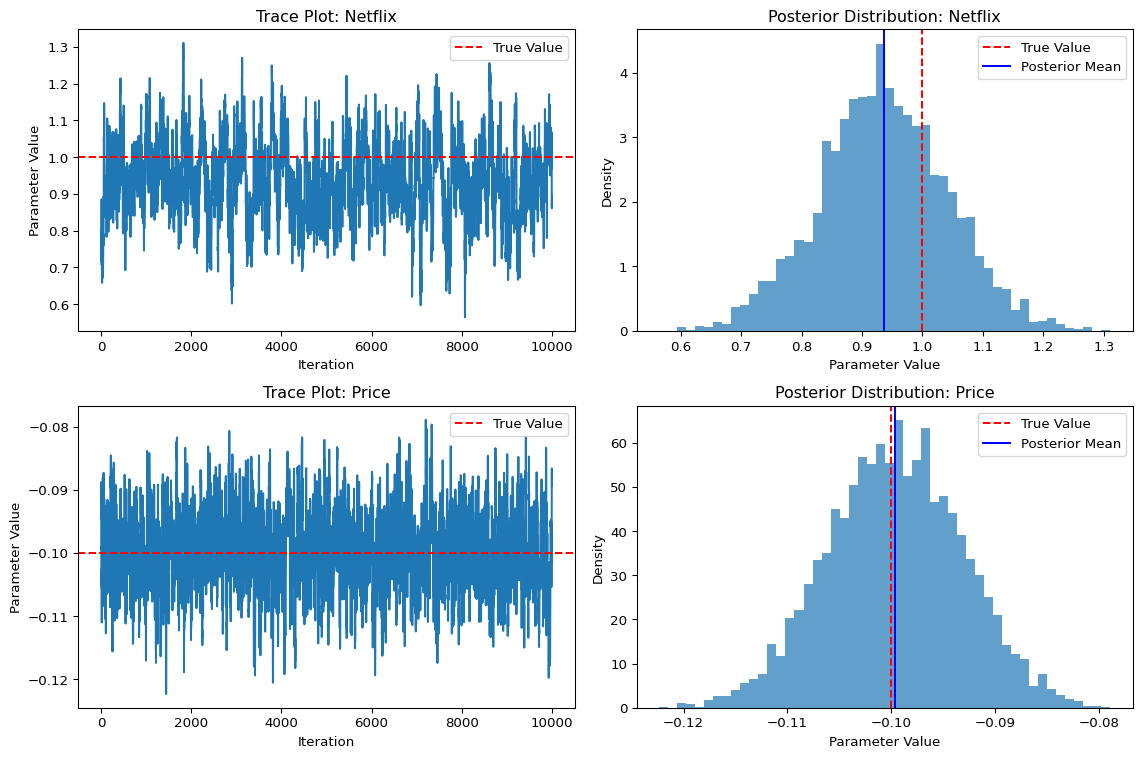 Trace Plot: Netflix
True Value
Parameter Value
1.3
1.2
1.1
1.0
0.9
0.8
0.7
0.6
0
2000
4000
6000
8000
10000
Iteration
Posterior Distribution: Netflix
True Value
Posterior Mean
Density
4
3
2
1
0
0.6
0.7
0.8
0.9
1.0
1.1
1.2
1.3
Parameter Value
Trace Plot: Price
True Value
Parameter Value
−0.08
−0.09
−0.10
−0.11
−0.12
0
2000
4000
6000
8000
10000
Iteration
Posterior Distribution: Price
True Value
Posterior Mean
Density
60
50
40
30
20
10
0
−0.12
−0.11
−0.10
−0.09
−0.08
Parameter Value